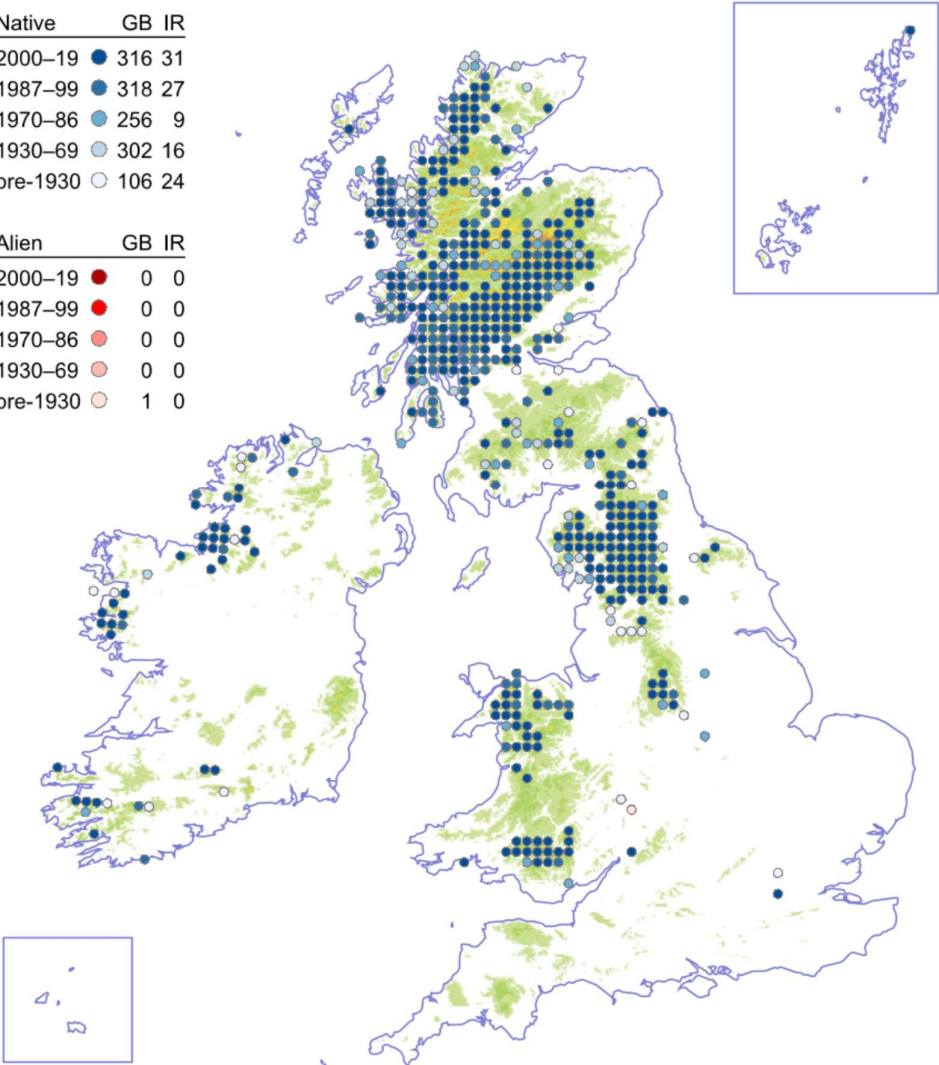 Native GB IR
2000–19 316 31
1987–99 318 27
1970–86 256 9
1930–69 302 16
pre-1930 106 24
Alien GB IR
2000–19 0 0
1987–99 0 0
1970–86 0 0
1930–69 0 0
pre-1930 1 0